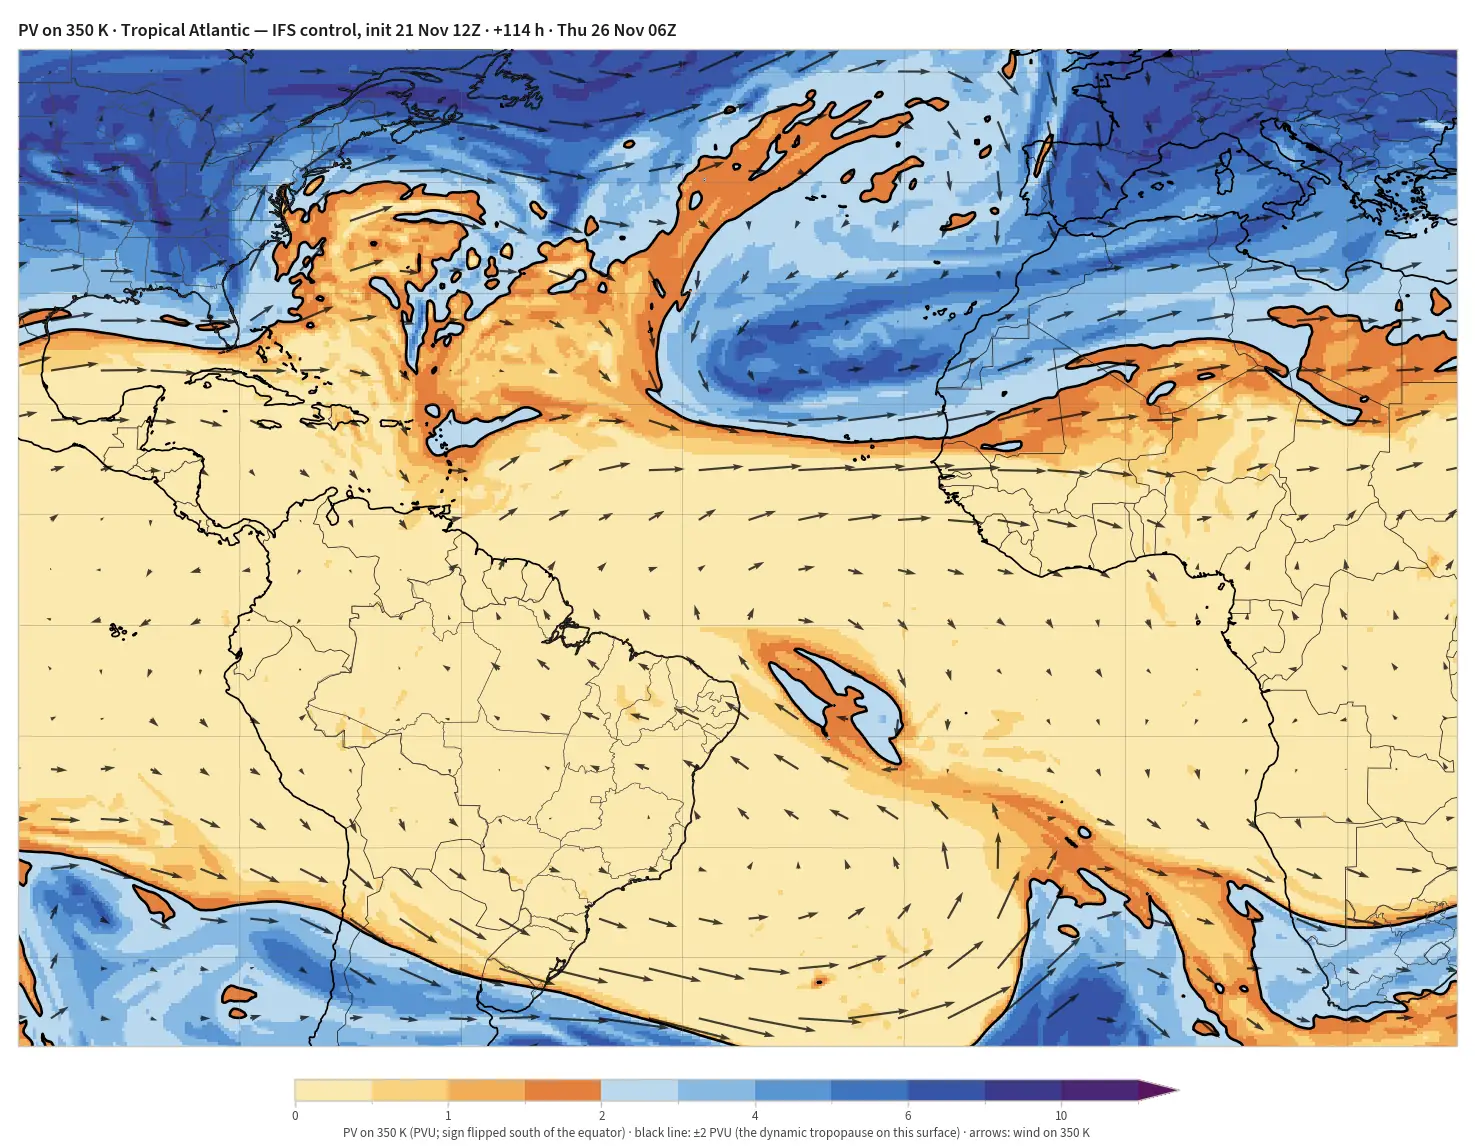 PV on 350 K · Tropical Atlantic — IFS control, init 21 Nov 12Z · +114 h · Thu 26 Nov 06Z
0 1 2 4 6 10
PV on 350 K (PVU; sign flipped south of the equator) · black line: ±2 PVU (the dynamic tropopause on this surface) · arrows: wind on 350 K